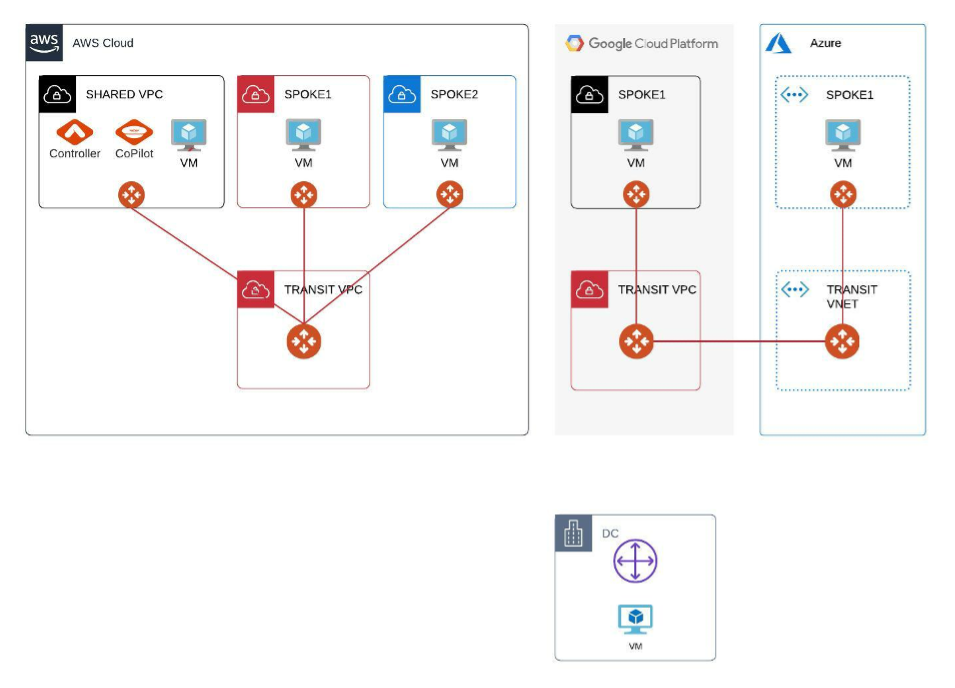 aws
AWS Cloud
Google Cloud Platform
Azure
SHARED VPC
SPOKE1
SPOKE2
SPOKE1
SPOKE1
Controller
CoPilot
VM
VM
VM
VM
VM
TRANSIT VPC
TRANSIT VPC
TRANSIT
VNET
DC
VM